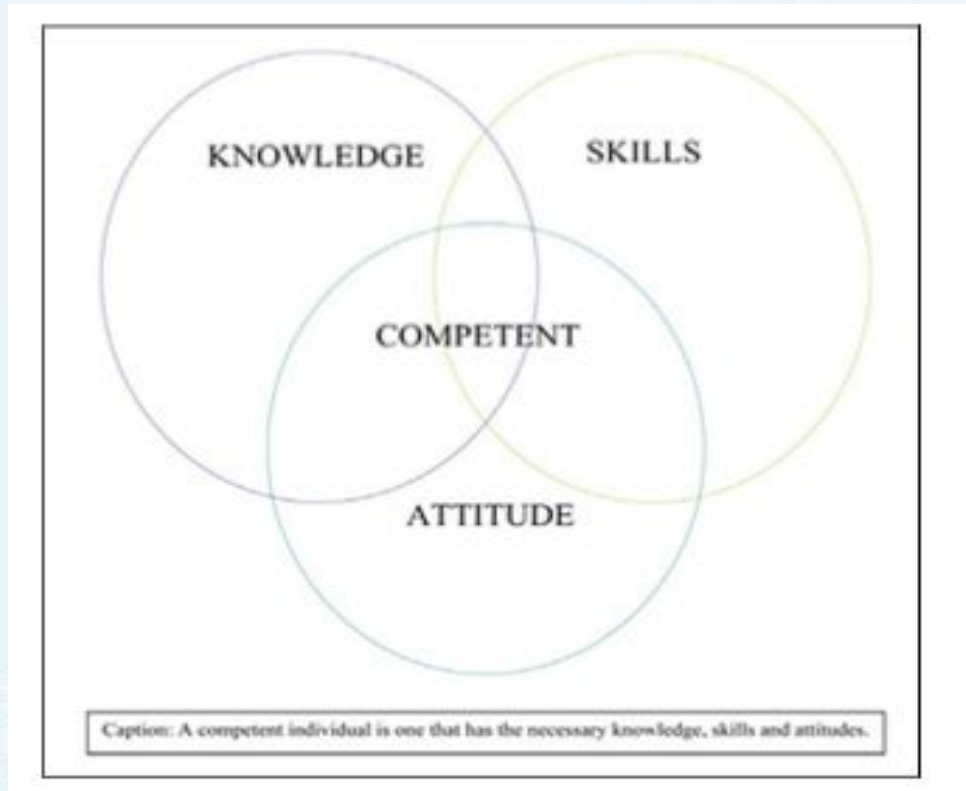 KNOWLEDGE
SKILLS
COMPETENT
ATTITUDE
Caption: A competent individual is one that has the necessary knowledge, skills and attitudes.